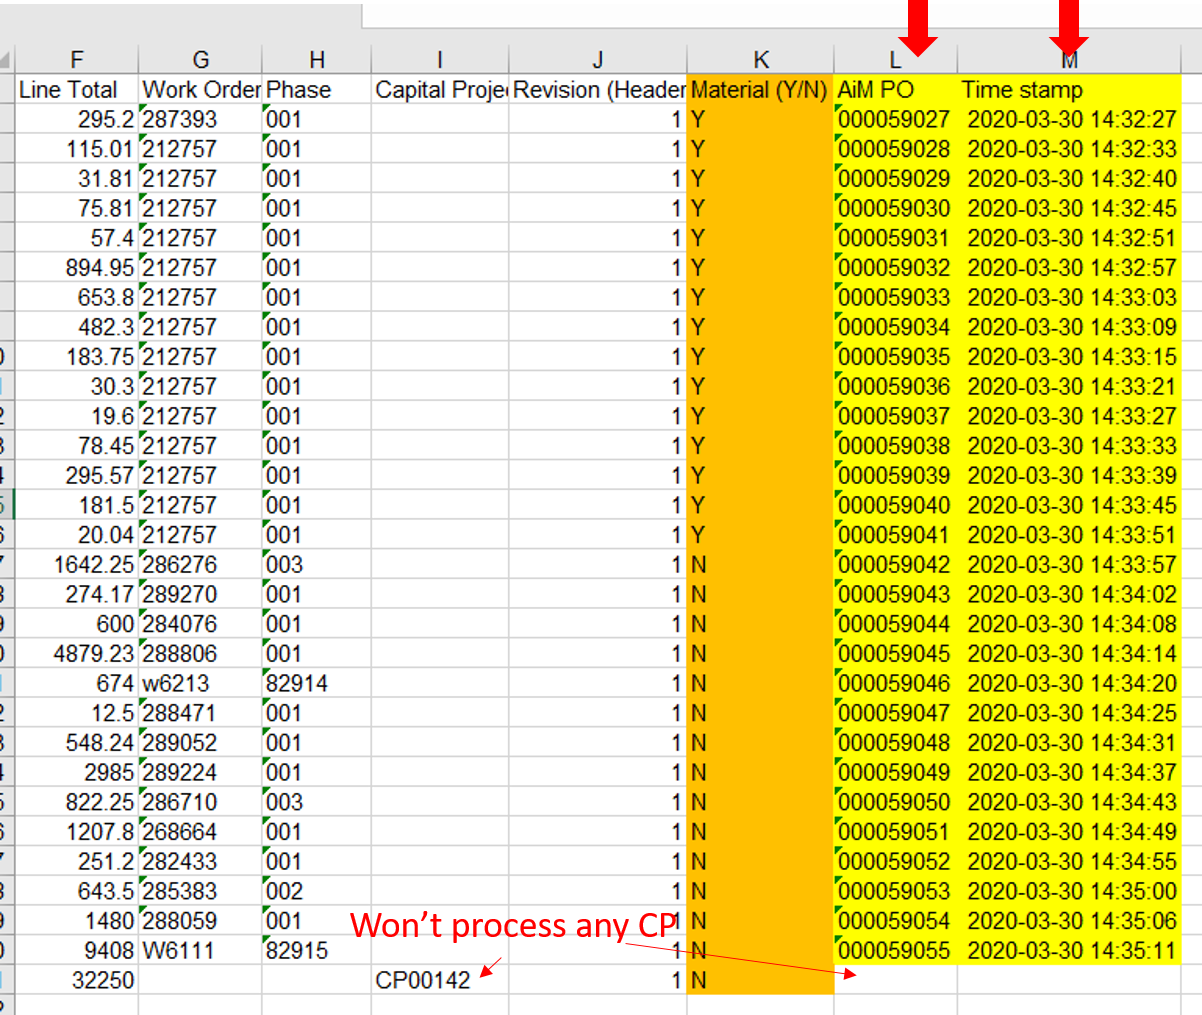 F G H I J K L M
Line Total Work Order Phase Capital Proje Revision (Header Material (Y/N) AiM PO Time stamp
295.2 287393 001 1 Y 000059027 2020-03-30 14:32:27
115.01 212757 001 1 Y 000059028 2020-03-30 14:32:33
31.81 212757 001 1 Y 000059029 2020-03-30 14:32:40
75.81 212757 001 1 Y 000059030 2020-03-30 14:32:45
57.4 212757 001 1 Y 000059031 2020-03-30 14:32:51
894.95 212757 001 1 Y 000059032 2020-03-30 14:32:57
653.8 212757 001 1 Y 000059033 2020-03-30 14:33:03
482.3 212757 001 1 Y 000059034 2020-03-30 14:33:09
183.75 212757 001 1 Y 000059035 2020-03-30 14:33:15
30.3 212757 001 1 Y 000059036 2020-03-30 14:33:21
19.6 212757 001 1 Y 000059037 2020-03-30 14:33:27
78.45 212757 001 1 Y 000059038 2020-03-30 14:33:33
295.57 212757 001 1 Y 000059039 2020-03-30 14:33:39
181.5 212757 001 1 Y 000059040 2020-03-30 14:33:45
20.04 212757 001 1 Y 000059041 2020-03-30 14:33:51
1642.25 286276 003 1 N 000059042 2020-03-30 14:33:57
274.17 289270 001 1 N 000059043 2020-03-30 14:34:02
600 284076 001 1 N 000059044 2020-03-30 14:34:08
4879.23 288806 001 1 N 000059045 2020-03-30 14:34:14
674 w6213 82914 1 N 000059046 2020-03-30 14:34:20
12.5 288471 001 1 N 000059047 2020-03-30 14:34:25
548.24 289052 001 1 N 000059048 2020-03-30 14:34:31
2985 289224 001 1 N 000059049 2020-03-30 14:34:37
822.25 286710 003 1 N 000059050 2020-03-30 14:34:43
1207.8 268664 001 1 N 000059051 2020-03-30 14:34:49
251.2 282433 001 1 N 000059052 2020-03-30 14:34:55
643.5 285383 002 1 N 000059053 2020-03-30 14:35:00
1480 288059 001 1 N 000059054 2020-03-30 14:35:06
Won't process any CP
9408 W6111 82915 1 N 000059055 2020-03-30 14:35:11
32250 CP00142 1 N